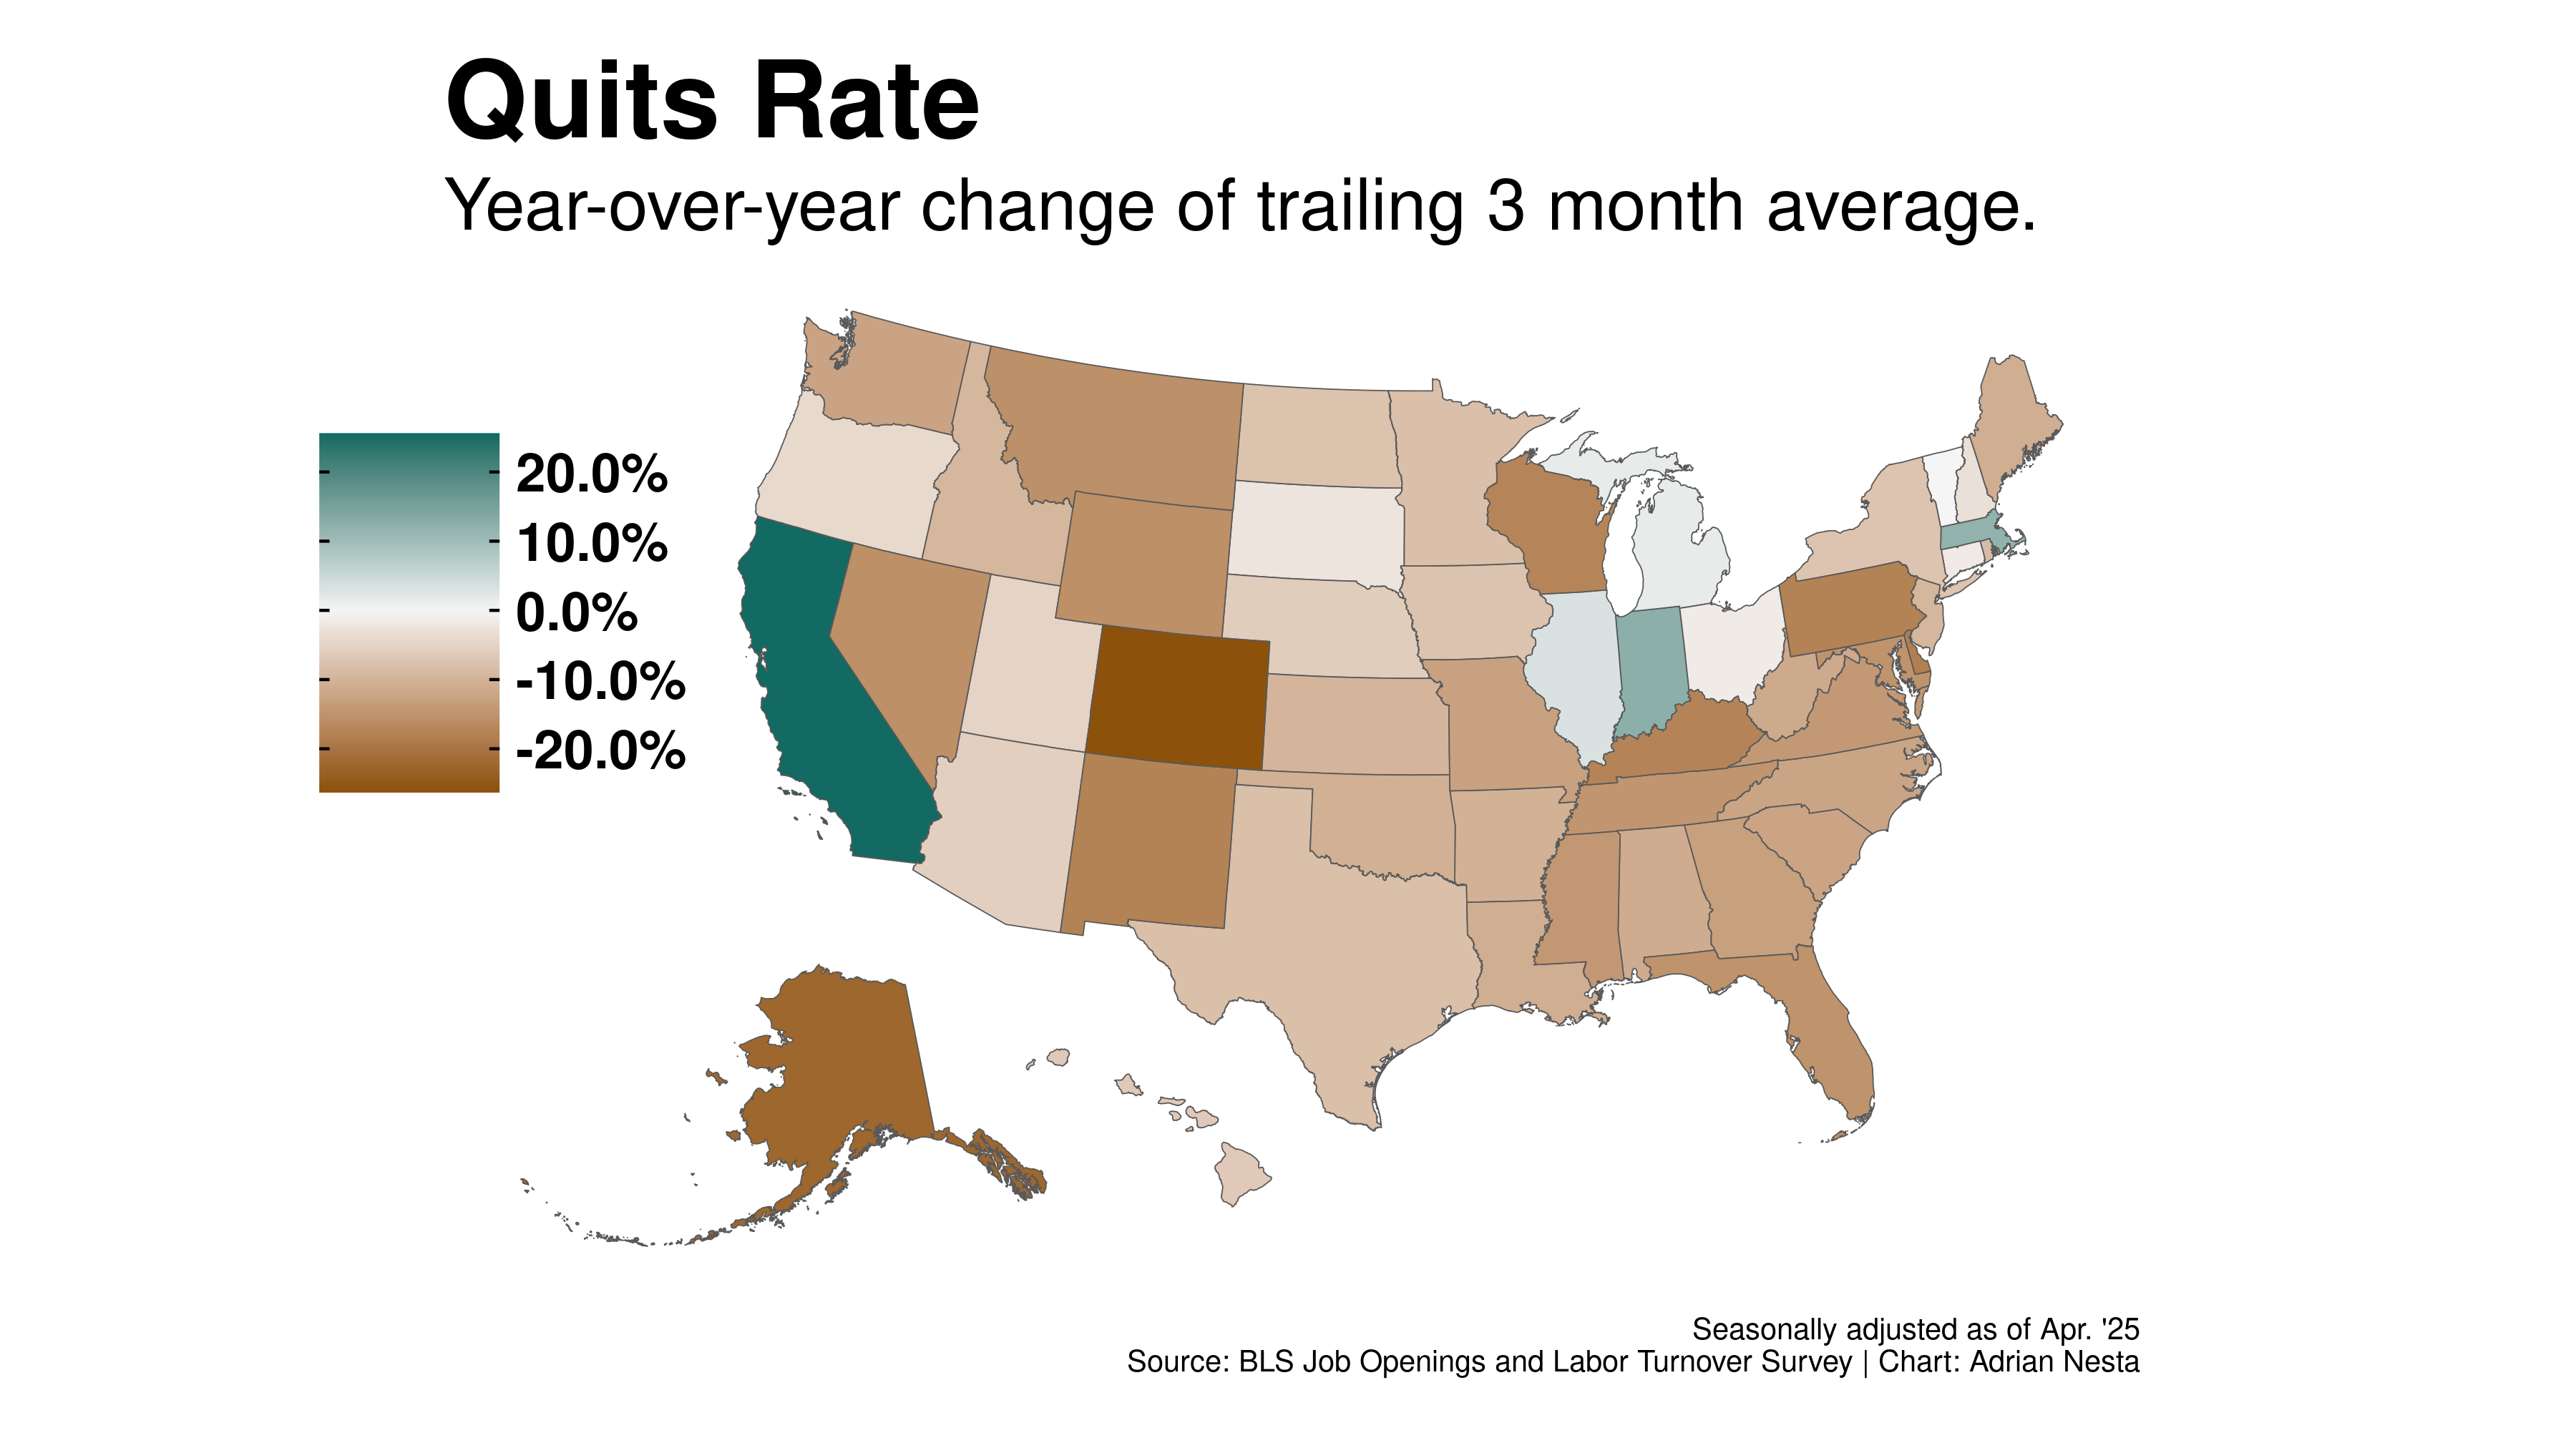 Quits Rate
Year-over-year change of trailing 3 month average.
20.0%
10.0%
0.0%
-10.0%
-20.0%
Seasonally adjusted as of Apr. '25
Source: BLS Job Openings and Labor Turnover Survey | Chart: Adrian Nesta